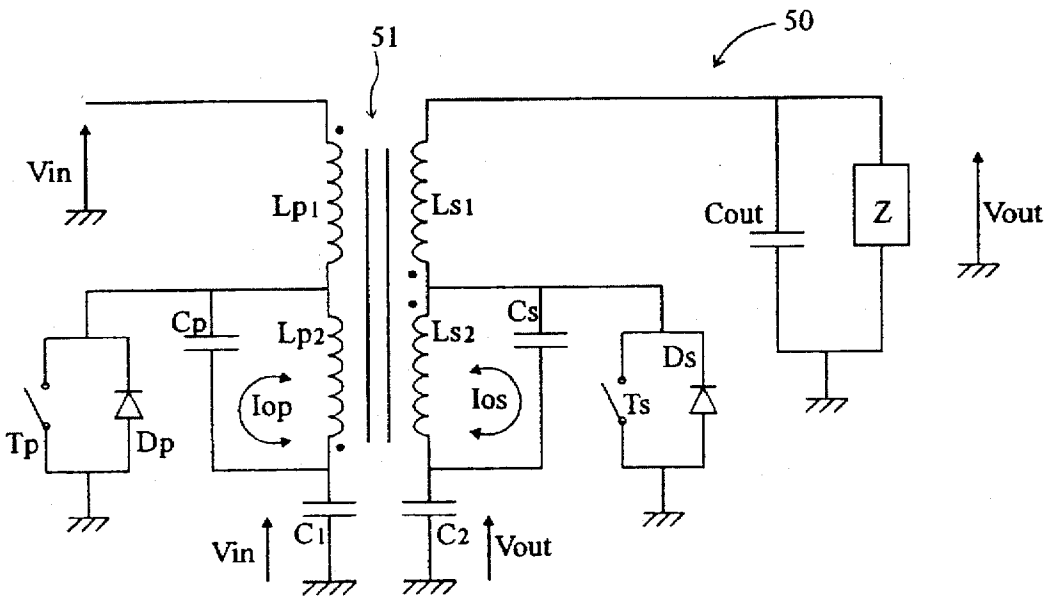 51
50
Vin
Lp1
Ls1
Cout
Z
Vout
Cp
Lp2
Ls2
Cs
Ds
Iop
Ios
Ts
Tp
Dp
Vin
C1
C2
Vout